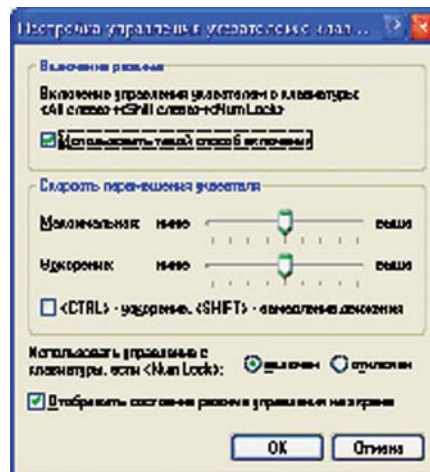 Настройка управления указателя с клав...
Включение режима
Включение управления указателем с клавиатуры:
<Alt слева>+<Shift слева>+<Num Lock>
Использовать такой способ включения
Скорость перемещения указателя
Максимальная: ниже выше
Ускорение: ниже выше
<CTRL> - ускорение, <SHIFT> - замедление движения
Использовать управление с
клавиатуры, если <Num Lock>: включен отключен
Отображать состояние режима управления на экране
OK Отмена